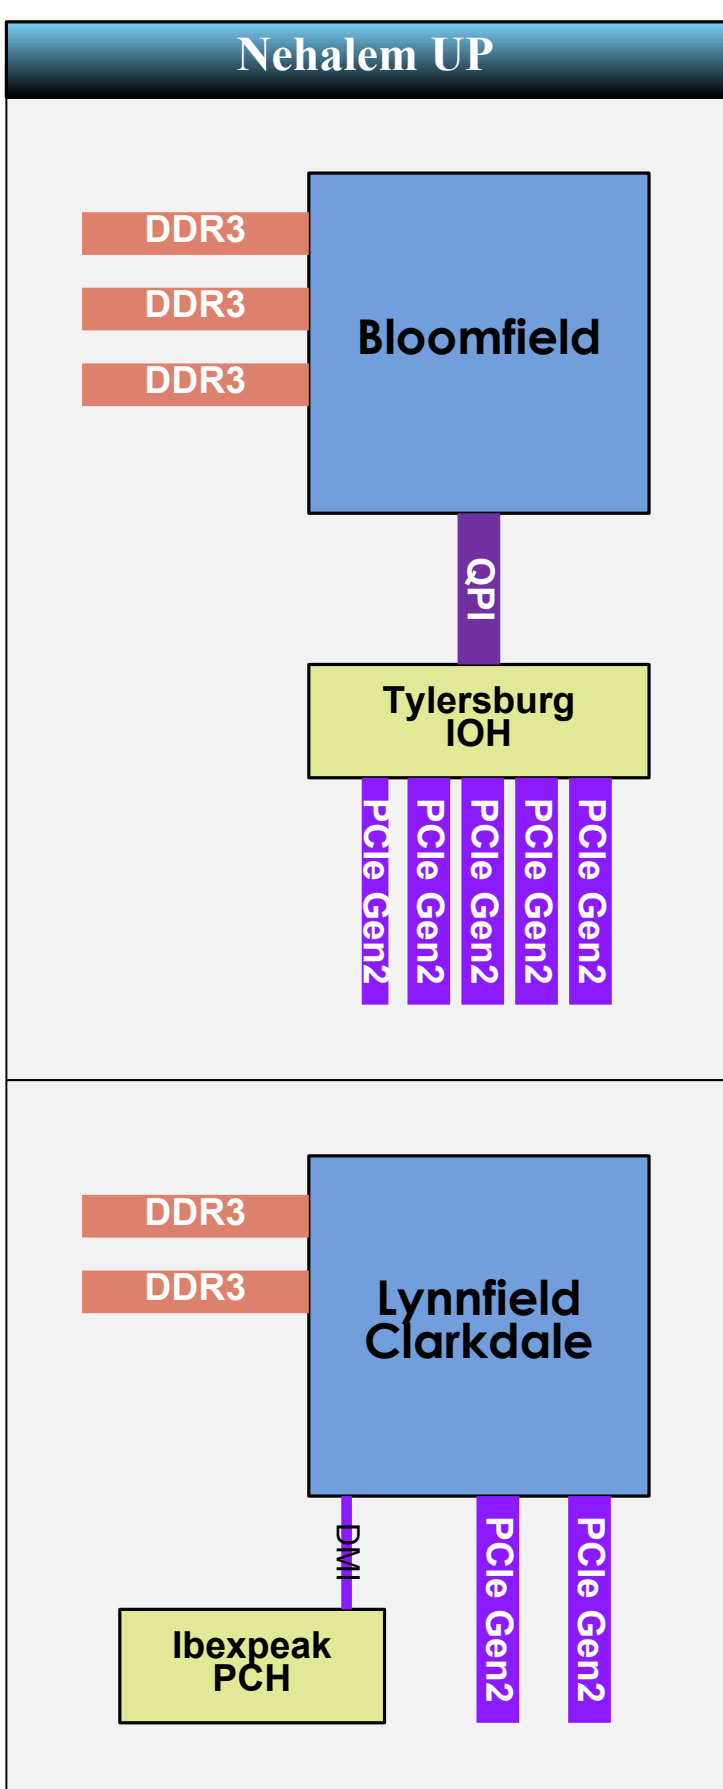 Nehalem UP
DDR3
DDR3
DDR3
Bloomfield
QPI
Tylersburg
IOH
PCIe Gen2
PCIe Gen2
PCIe Gen2
PCIe Gen2
PCIe Gen2
DDR3
DDR3
Lynnfield
Clarkdale
DMI
PCIe Gen2
PCIe Gen2
Ibexpeak
PCH